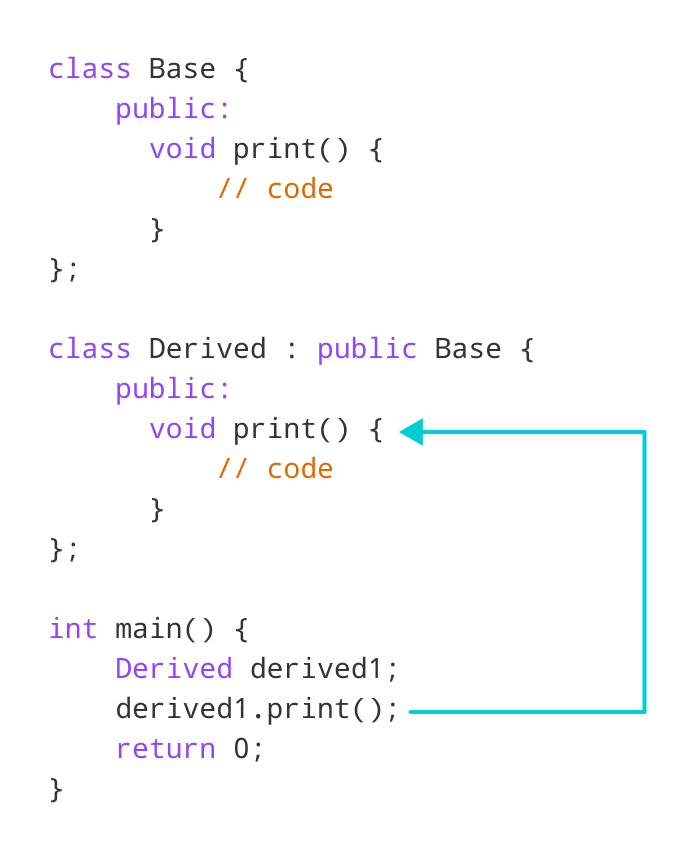 class Base {
    public:
      void print() {
          // code
      }
};

class Derived : public Base {
    public:
      void print() {
          // code
      }
};

int main() {
    Derived derived1;
    derived1.print();
    return 0;
}